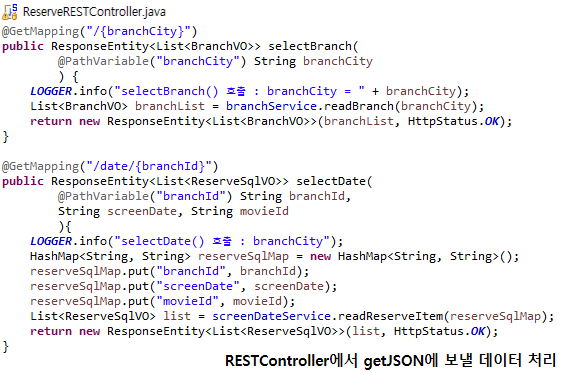 ReserveRESTController.java
@GetMapping("/{branchCity}")
public ResponseEntity<List<BranchVO>> selectBranch(
@PathVariable("branchCity") String branchCity
) {
LOGGER.info("selectBranch() 호출 : branchCity = " + branchCity);
List<BranchVO> branchList = branchService.readBranch(branchCity);
return new ResponseEntity<List<BranchVO>>(branchList, HttpStatus.OK);
}
@GetMapping("/date/{branchId}")
public ResponseEntity<List<ReserveSqlVO>> selectDate(
@PathVariable("branchId") String branchId,
String screenDate, String movieId
){
LOGGER.info("selectDate() 호출 : branchCity");
HashMap<String, String> reserveSqlMap = new HashMap<String, String>();
reserveSqlMap.put("branchId", branchId);
reserveSqlMap.put("screenDate", screenDate);
reserveSqlMap.put("movieId", movieId);
List<ReserveSqlVO> list = screenDateService.readReserveItem(reserveSqlMap);
return new ResponseEntity<List<ReserveSqlVO>>(list, HttpStatus.OK);
}
RESTController에서 getJSON에 보낼 데이터 처리